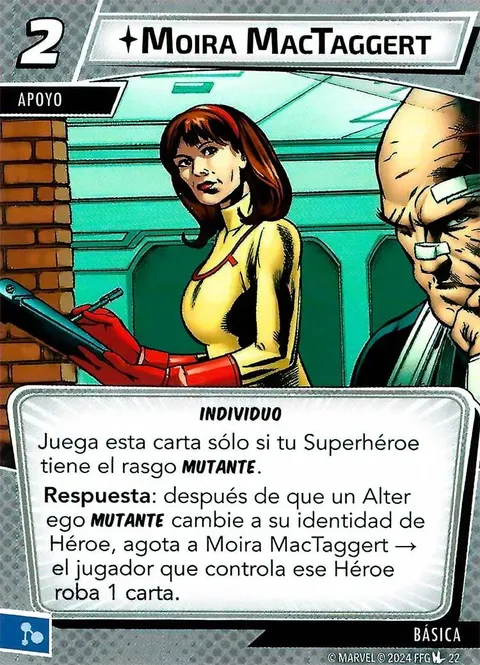 2
MOIRA MACTAGGERT
APOYO
INDIVIDUO
Juega esta carta sólo si tu Superhéroe
tiene el rasgo MUTANTE.
Respuesta: después de que un Alter
ego MUTANTE cambie a su identidad de
Héroe, agota a Moira MacTaggert →
el jugador que controla ese Héroe
roba 1 carta.
BÁSICA
© MARVEL © 2024 FFG 22